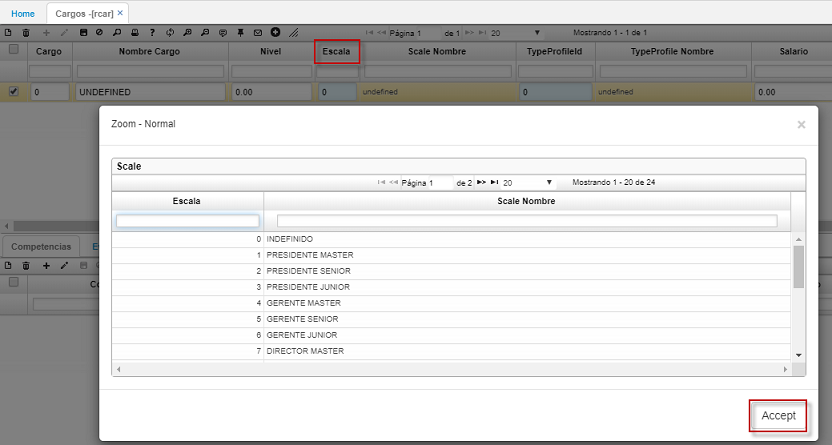 Home Cargos -[rcar] ×
Página 1 de 1 20 Mostrando 1 - 1 de 1
Cargo Nombre Cargo Nivel Escala Scale Nombre TypeProfileId TypeProfile Nombre Salario
0 UNDEFINED 0.00 0 undefined 0 undefined 0.00
Zoom - Normal ×
Scale
Página 1 de 2 20 Mostrando 1 - 20 de 24
Escala Scale Nombre
0 INDEFINIDO
1 PRESIDENTE MASTER
2 PRESIDENTE SENIOR
3 PRESIDENTE JUNIOR
4 GERENTE MASTER
5 GERENTE SENIOR
6 GERENTE JUNIOR
7 DIRECTOR MASTER
Competencias
Accept